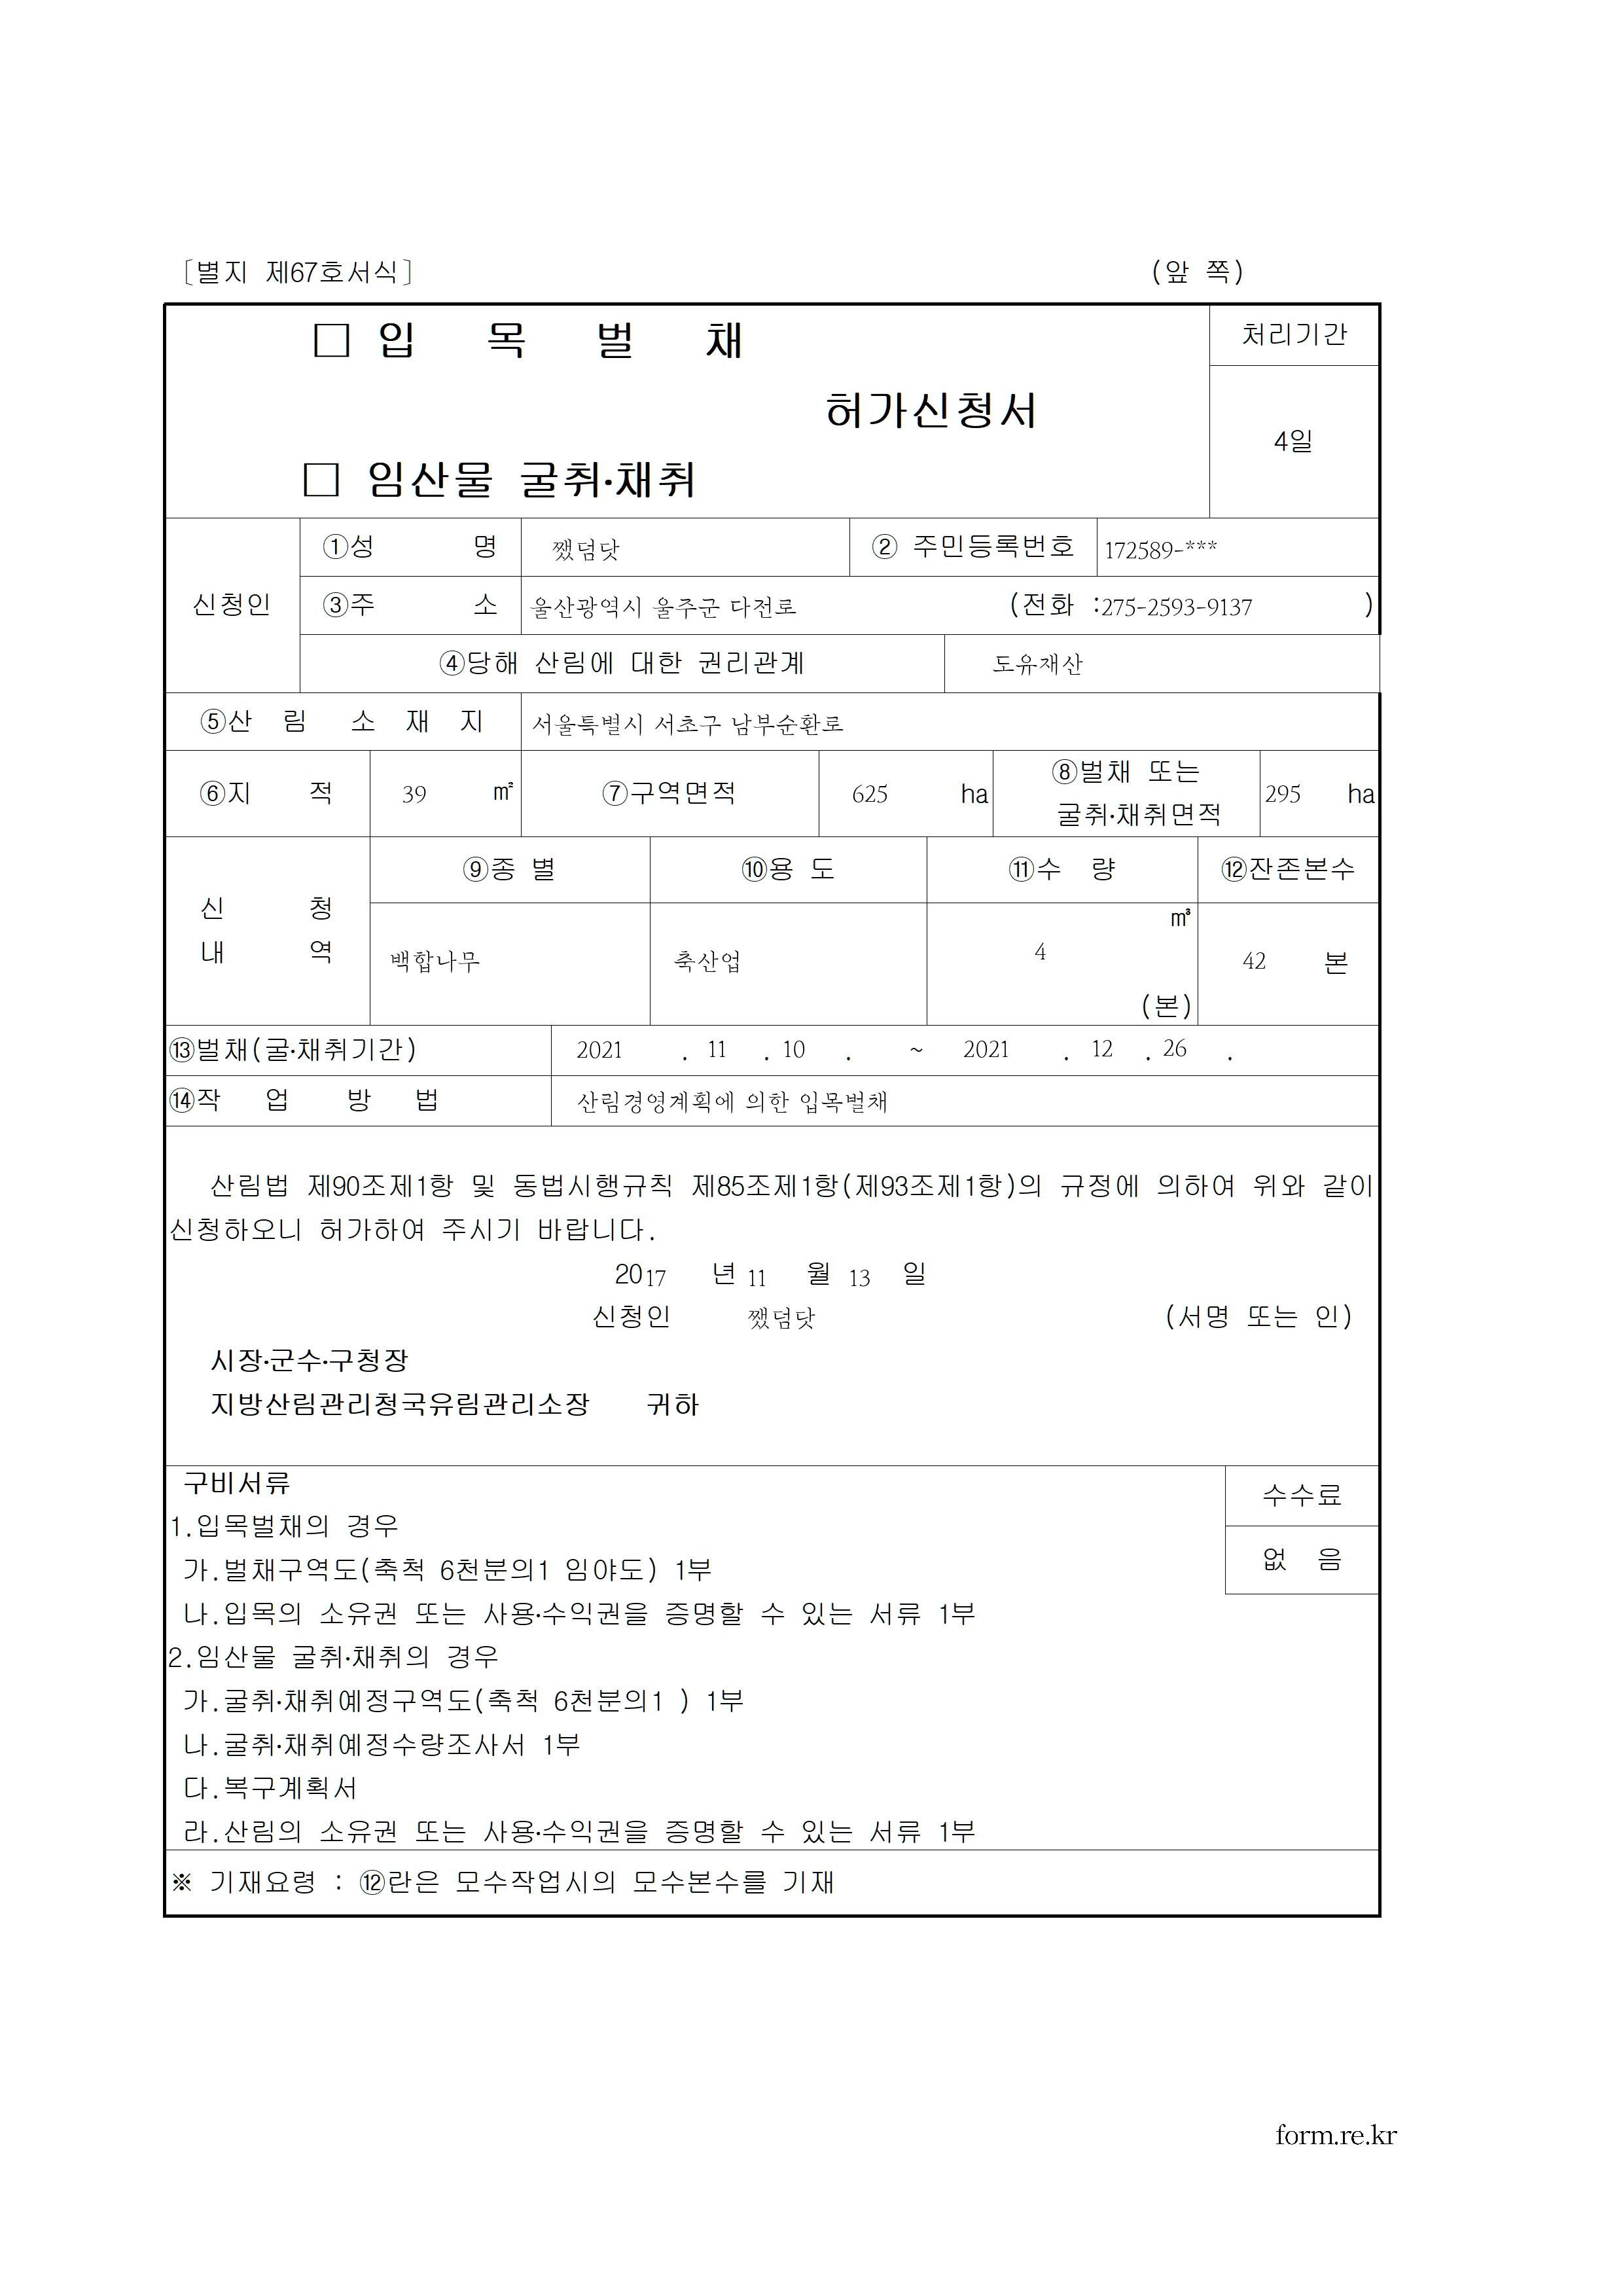 [별지 제67호서식] (앞 쪽)
□ 입 목 벌 채 처리기간
허가신청서
4일
□ 임산물 굴취·채취
신청인 ①성 명 쨌덤닷 ② 주민등록번호 172589-***
③주 소 울산광역시 울주군 다전로 (전화 :275-2593-9137 )
④당해 산림에 대한 권리관계 도유재산
⑤산 림 소 재 지 서울특별시 서초구 남부순환로
⑥지 적 39 ㎡ ⑦구역면적 625 ha ⑧벌채 또는 굴취·채취면적 295 ha
신 청 내 역 ⑨종 별 ⑩용 도 ⑪수 량 ⑫잔존본수
백합나무 축산업 4 ㎥ (본) 42 본
⑬벌채(굴·채취기간) 2021 . 11 . 10 . ~ 2021 . 12 . 26 .
⑭작 업 방 법 산림경영계획에 의한 입목벌채
산림법 제90조제1항 및 동법시행규칙 제85조제1항(제93조제1항)의 규정에 의하여 위와 같이
신청하오니 허가하여 주시기 바랍니다.
2017 년 11 월 13 일
신청인 쨌덤닷 (서명 또는 인)
시장·군수·구청장
지방산림관리청국유림관리소장 귀하
구비서류 수수료
1.입목벌채의 경우
가.벌채구역도(축척 6천분의1 임야도) 1부 없 음
나.입목의 소유권 또는 사용·수익권을 증명할 수 있는 서류 1부
2.임산물 굴취·채취의 경우
가.굴취·채취예정구역도(축척 6천분의1 ) 1부
나.굴취·채취예정수량조사서 1부
다.복구계획서
라.산림의 소유권 또는 사용·수익권을 증명할 수 있는 서류 1부
※ 기재요령 : ⑫란은 모수작업시의 모수본수를 기재
form.re.kr